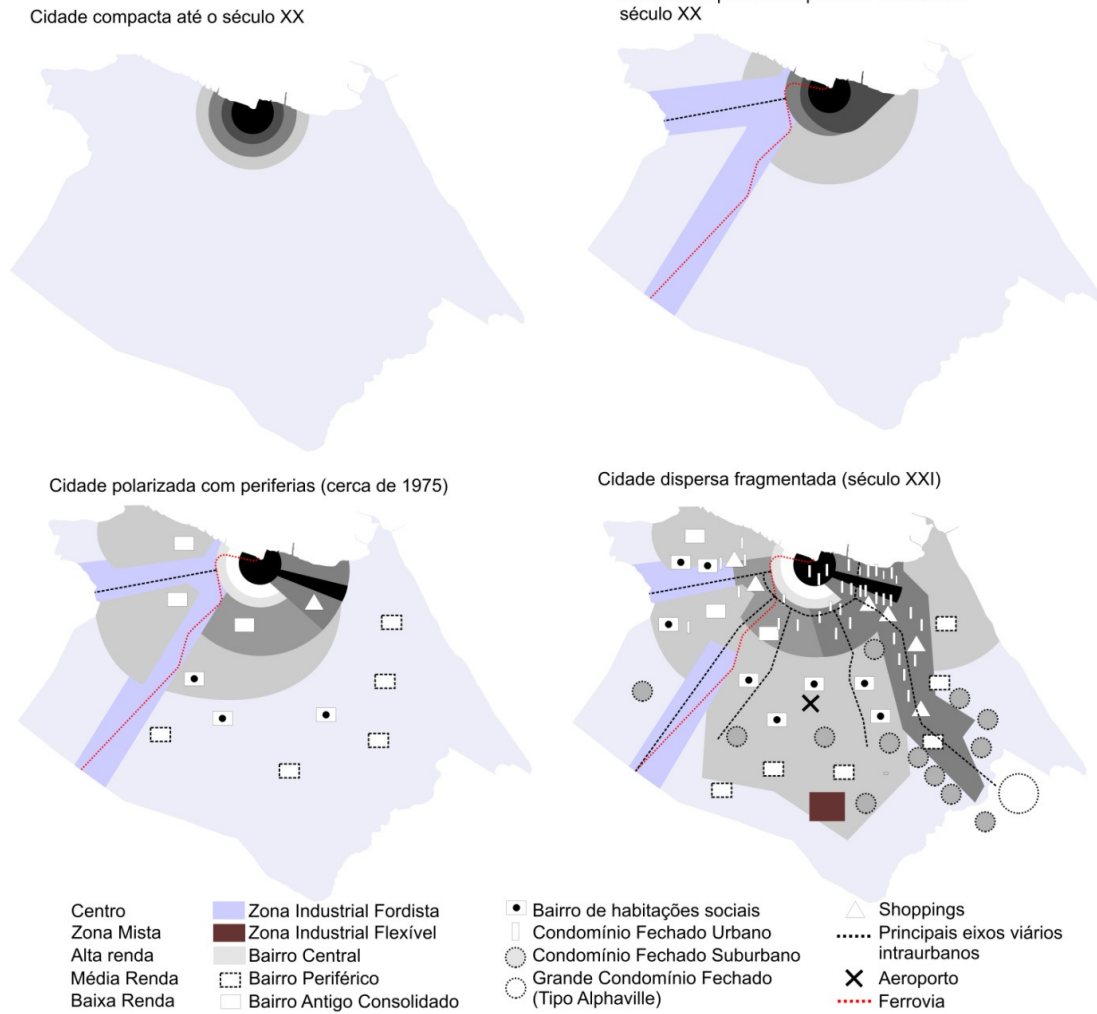 Cidade compacta até o século XX
século XX
Cidade polarizada com periferias (cerca de 1975)
Cidade dispersa fragmentada (século XXI)
Centro
Zona Mista
Alta renda
Média Renda
Baixa Renda
Zona Industrial Fordista
Zona Industrial Flexível
Bairro Central
Bairro Periférico
Bairro Antigo Consolidado
Bairro de habitações sociais
Condomínio Fechado Urbano
Condomínio Fechado Suburbano
Grande Condomínio Fechado
(Tipo Alphaville)
Shoppings
Principais eixos viários
intraurbanos
Aeroporto
Ferrovia